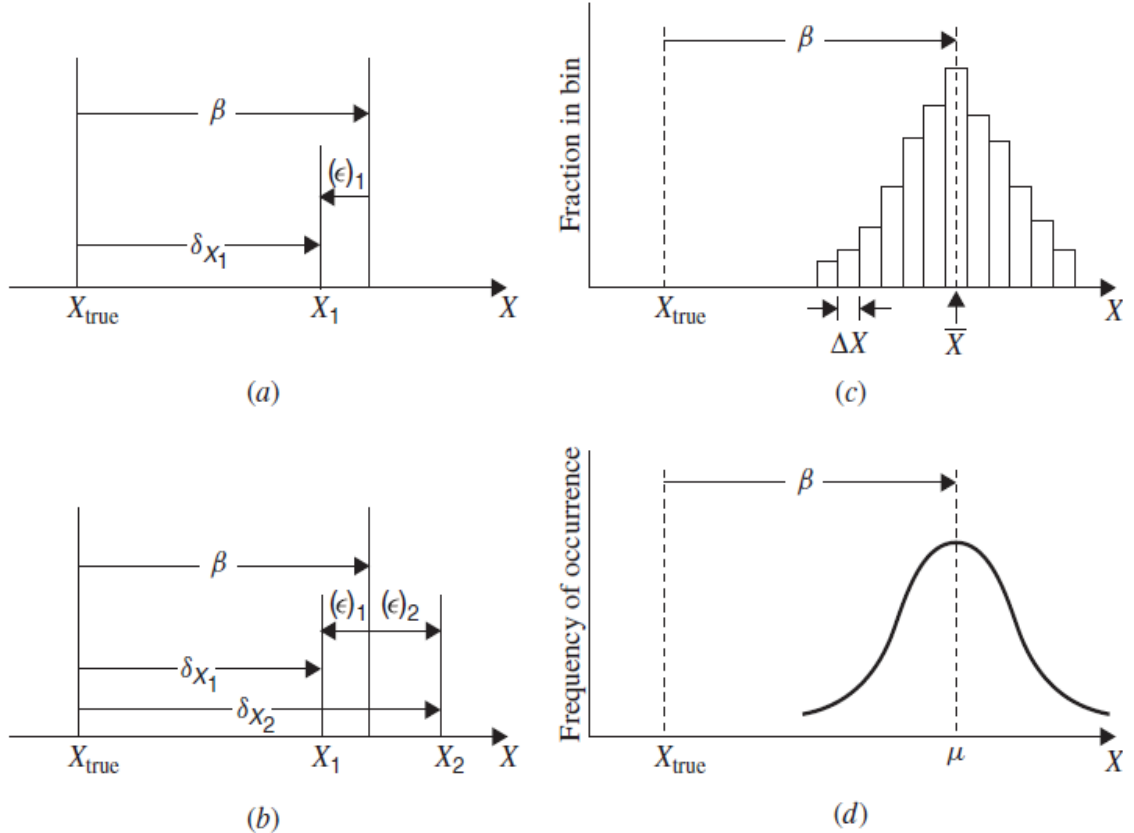 β
(ϵ)₁
δX₁
Xtrue
X₁
X
(a)
Fraction in bin
β
Xtrue
ΔX
X̅
X
(c)
β
(ϵ)₁
(ϵ)₂
δX₁
δX₂
Xtrue
X₁
X₂
X
(b)
Frequency of occurrence
β
Xtrue
μ
X
(d)